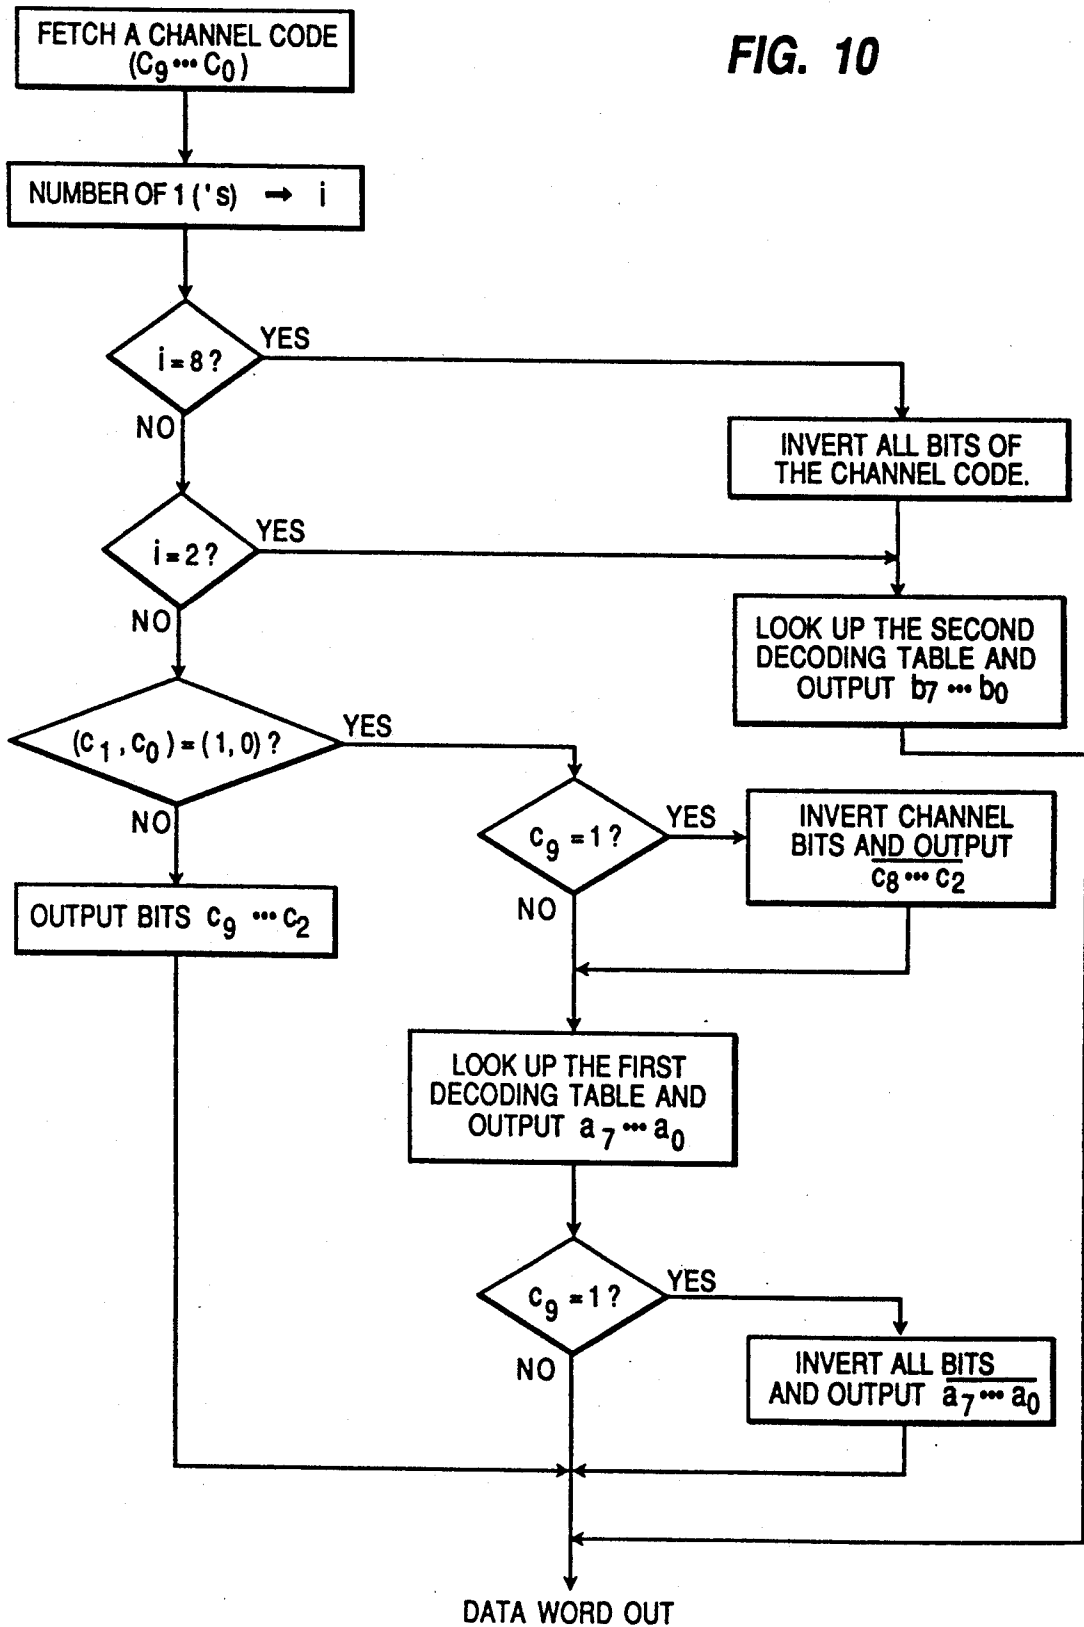 FIG. 10
FETCH A CHANNEL CODE
(C9 ••• C0)
NUMBER OF 1 ('s) → i
i = 8 ?
YES
NO
INVERT ALL BITS OF
THE CHANNEL CODE.
i = 2 ?
YES
NO
LOOK UP THE SECOND
DECODING TABLE AND
OUTPUT b7 ••• b0
(c1 , c0 ) = ( 1, 0) ?
YES
NO
c9 = 1 ?
YES
NO
INVERT CHANNEL
BITS AND OUTPUT
c8 ••• c2
OUTPUT BITS c9 ••• c2
LOOK UP THE FIRST
DECODING TABLE AND
OUTPUT a7 ••• a0
c9 = 1 ?
YES
NO
INVERT ALL BITS
AND OUTPUT a7 ••• a0
DATA WORD OUT